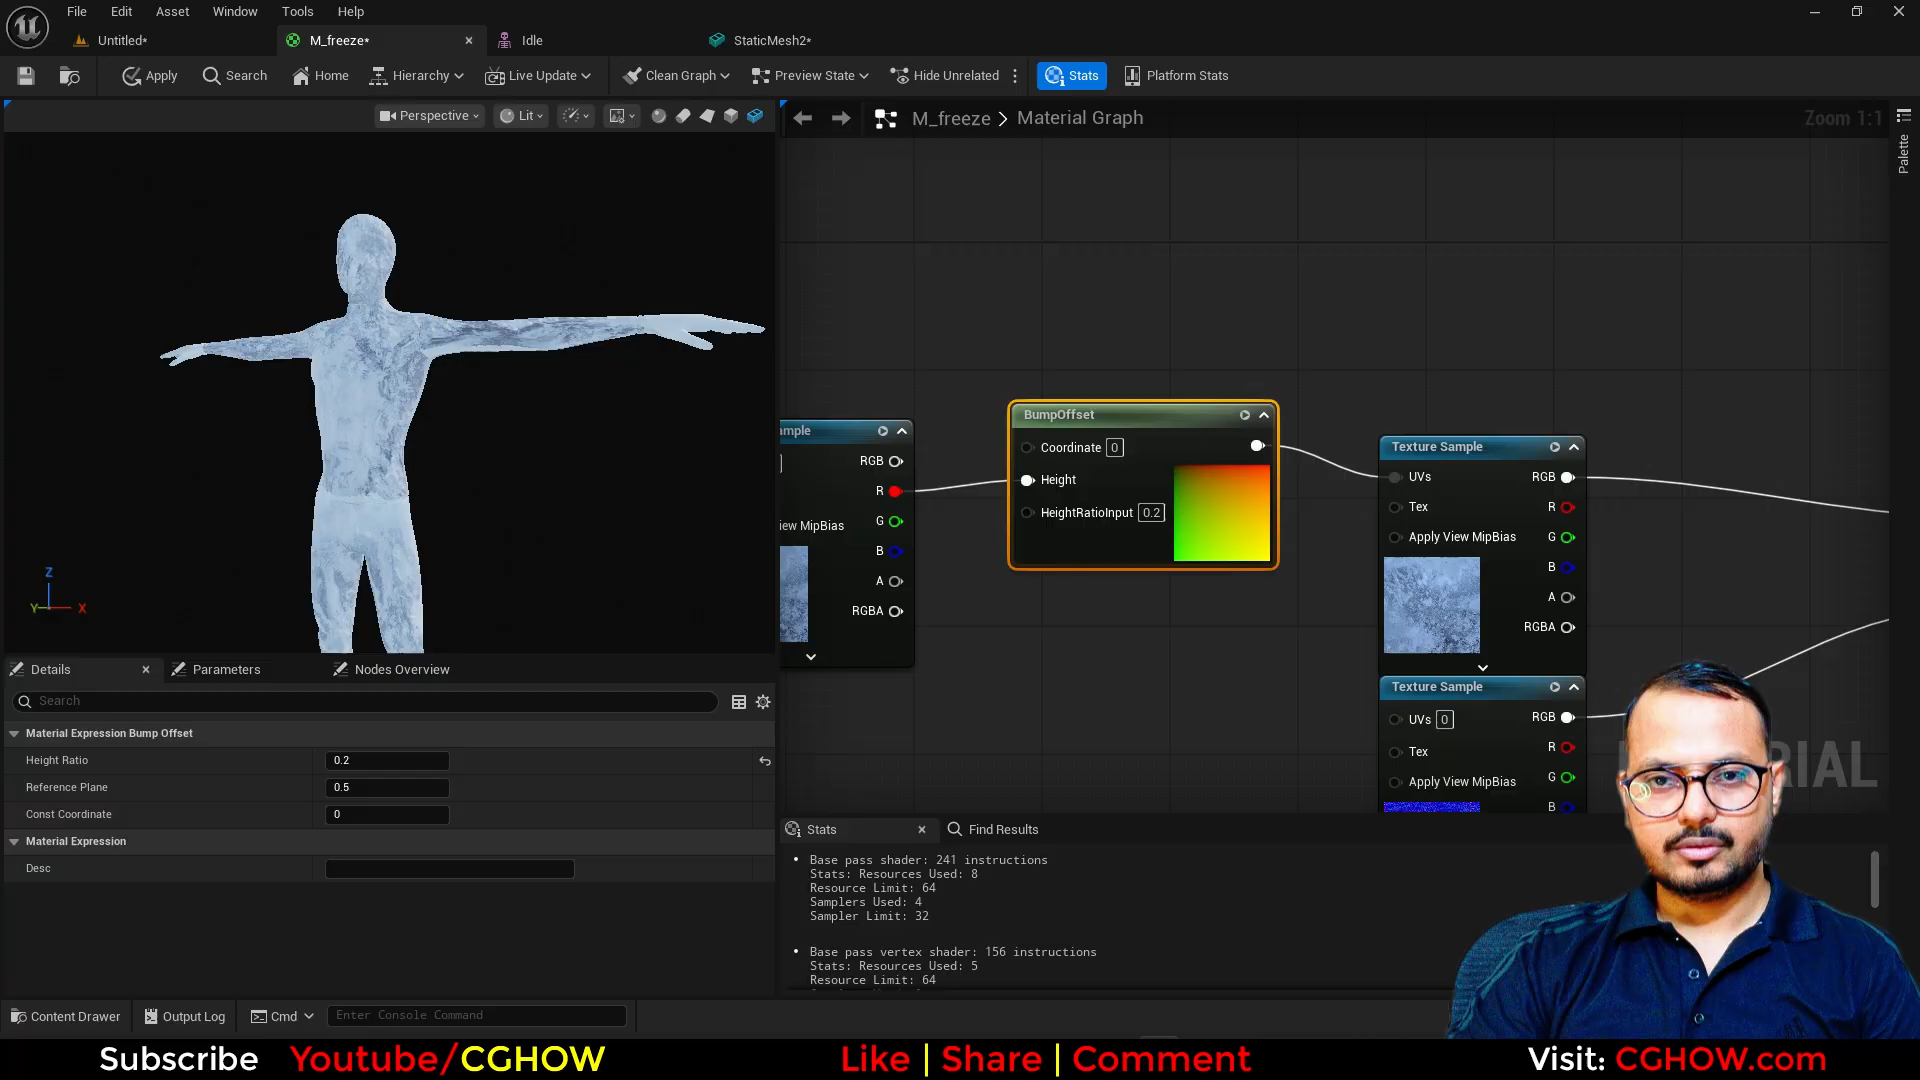 File Edit Asset Window Tools Help
Untitled* M_freeze* Idle StaticMesh2*
Apply Search Home Hierarchy Live Update Clean Graph Preview State Hide Unrelated Stats Platform Stats
Perspective Lit
M_freeze > Material Graph Zoom 1:1
Palette
BumpOffset
Coordinate 0
Height
HeightRatioInput 0.2
ample
RGB
R
G
iew MipBias
B
A
RGBA
Texture Sample
UVs RGB
Tex R
Apply View MipBias G
B
A
RGBA
Texture Sample
UVs 0 RGB
Tex R
Apply View MipBias G
B
RIAL
Z
Y X
Details Parameters Nodes Overview
Search
Material Expression Bump Offset
Height Ratio 0.2
Reference Plane 0.5
Const Coordinate 0
Material Expression
Desc
Stats Find Results
• Base pass shader: 241 instructions
Stats: Resources Used: 8
Resource Limit: 64
Samplers Used: 4
Sampler Limit: 32
• Base pass vertex shader: 156 instructions
Stats: Resources Used: 5
Resource Limit: 64
Content Drawer Output Log Cmd Enter Console Command
Subscribe Youtube/CGHOW Like | Share | Comment Visit: CGHOW.com